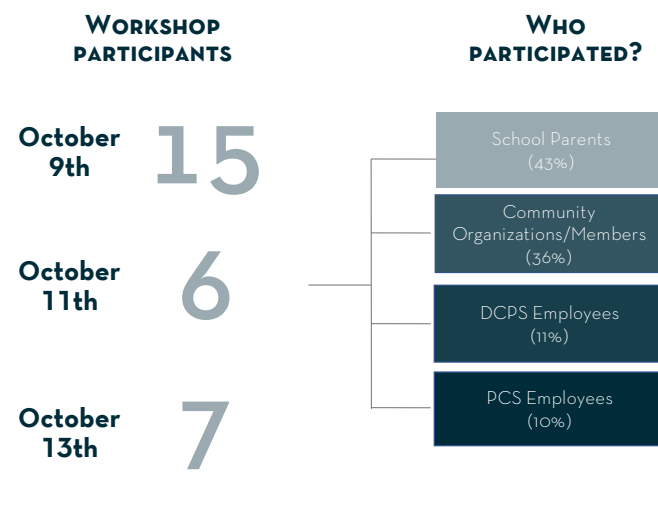 WORKSHOP
PARTICIPANTS
October
9th
15
October
11th
6
October
13th
7
WHO
PARTICIPATED?
School Parents
(43%)
Community
Organizations/Members
(36%)
DCPS Employees
(11%)
PCS Employees
(10%)